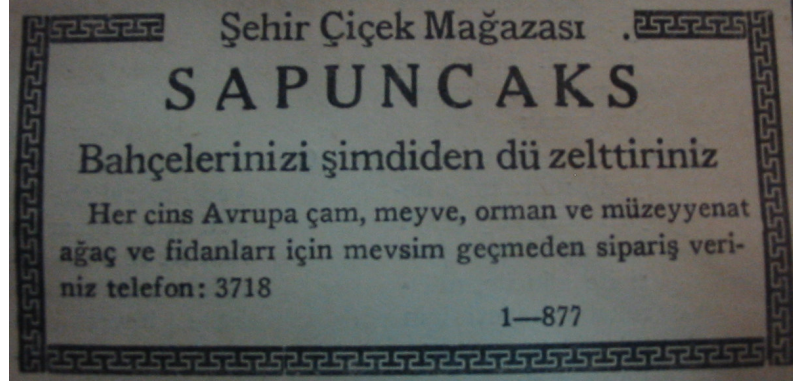 Şehir Çiçek Mağazası
SAPUNCAKS
Bahçelerinizi şimdiden dü zelttiriniz
Her cins Avrupa çam, meyve, orman ve müzeyyenat
ağaç ve fidanları için mevsim geçmeden sipariş veri-
niz telefon: 3718
1—877